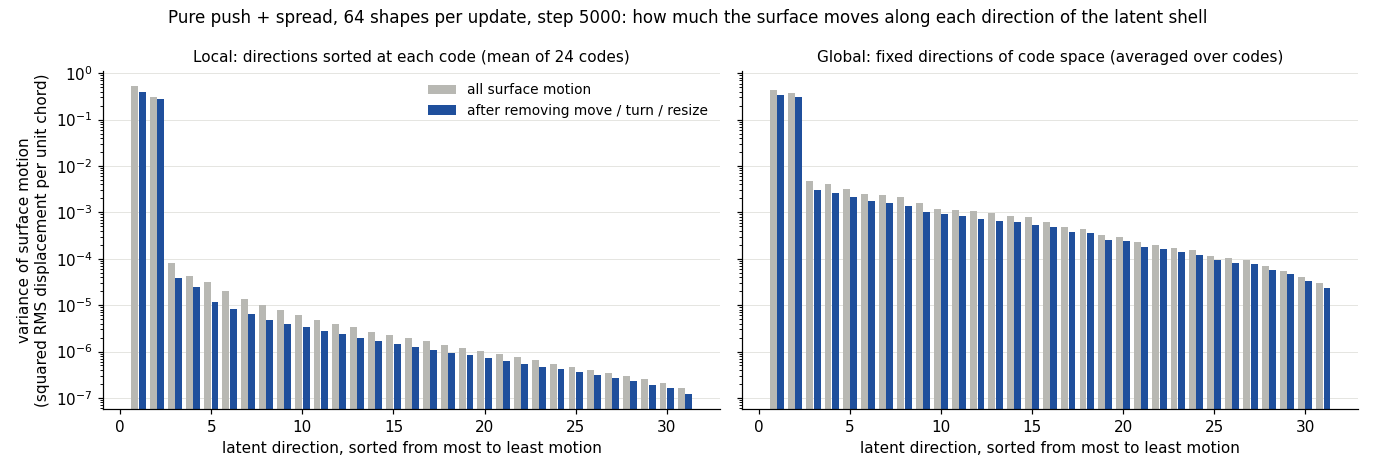 Pure push + spread, 64 shapes per update, step 5000: how much the surface moves along each direction of the latent shell
Local: directions sorted at each code (mean of 24 codes)
Global: fixed directions of code space (averaged over codes)
variance of surface motion
(squared RMS displacement per unit chord)
10⁰
10⁻¹
10⁻²
10⁻³
10⁻⁴
10⁻⁵
10⁻⁶
10⁻⁷
all surface motion
after removing move / turn / resize
0 5 10 15 20 25 30
0 5 10 15 20 25 30
latent direction, sorted from most to least motion
latent direction, sorted from most to least motion